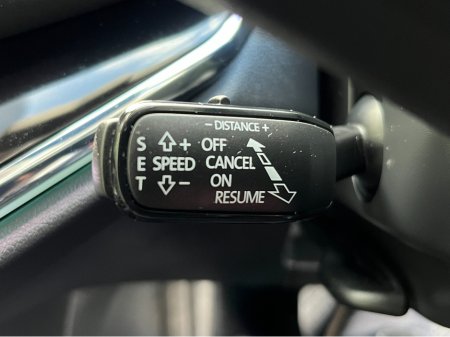 - DISTANCE +
S + OFF
E SPEED CANCEL
T - ON
RESUME